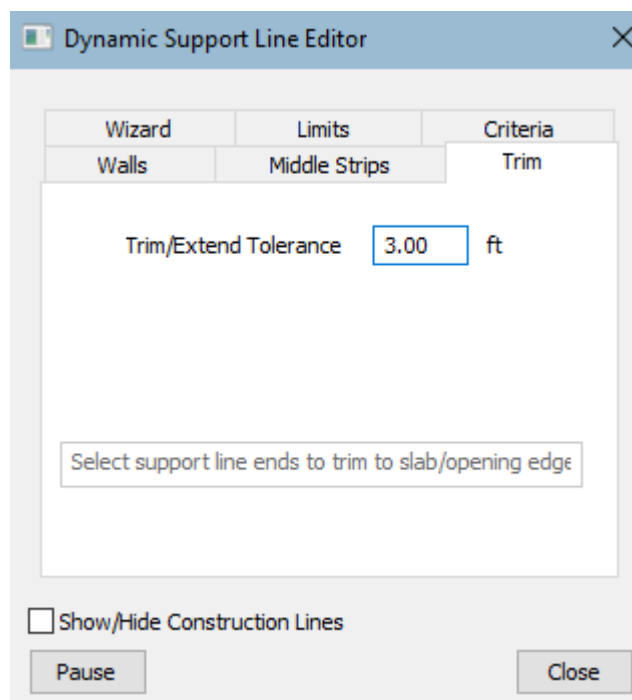 Dynamic Support Line Editor
Wizard Limits Criteria
Walls Middle Strips Trim
Trim/Extend Tolerance 3.00 ft
Select support line ends to trim to slab/opening edge
Show/Hide Construction Lines
Pause Close